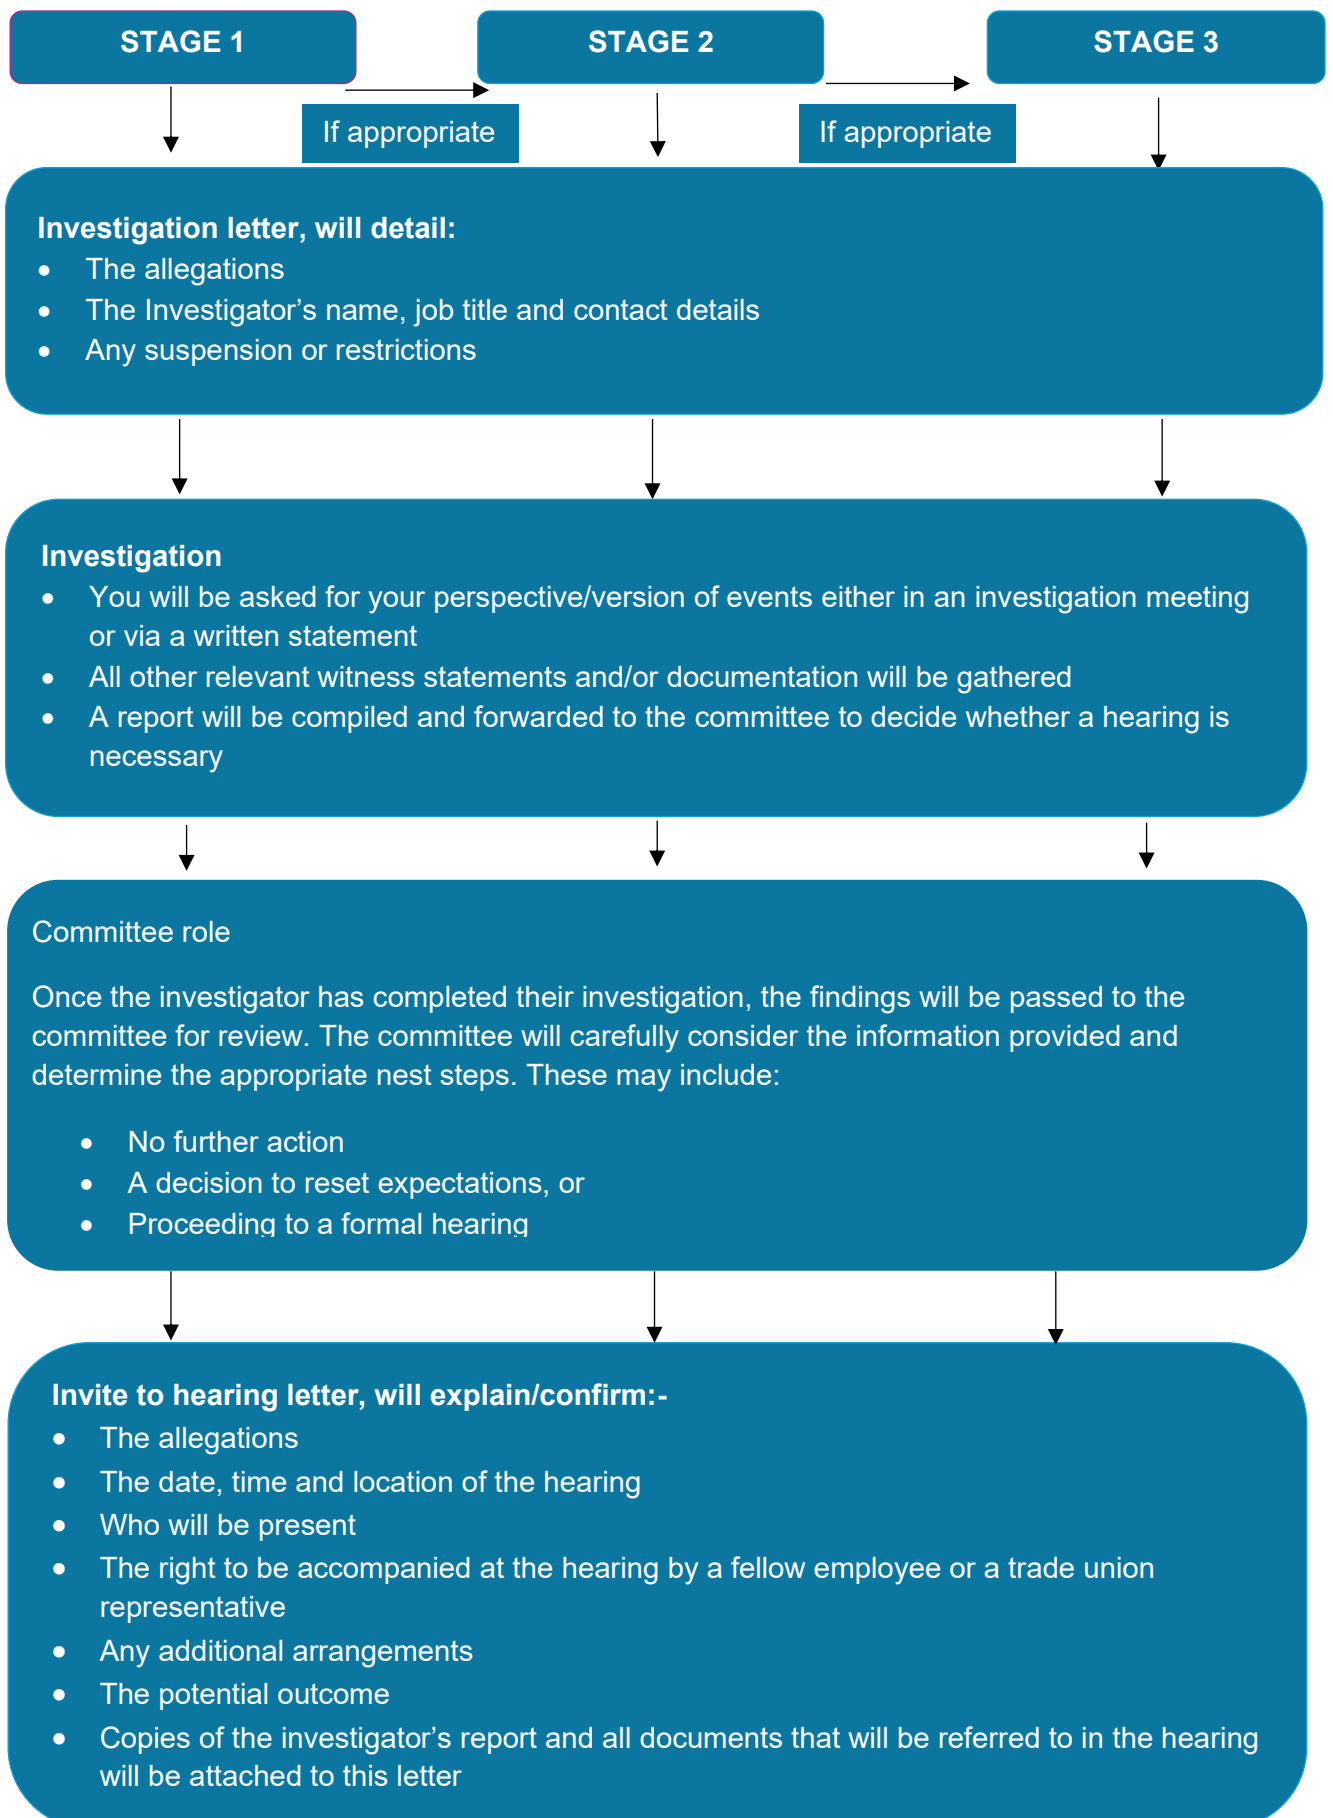 STAGE 1
STAGE 2
STAGE 3
If appropriate
If appropriate
Investigation letter, will detail:
• The allegations
• The Investigator’s name, job title and contact details
• Any suspension or restrictions
Investigation
• You will be asked for your perspective/version of events either in an investigation meeting
or via a written statement
• All other relevant witness statements and/or documentation will be gathered
• A report will be compiled and forwarded to the committee to decide whether a hearing is
necessary
Committee role
Once the investigator has completed their investigation, the findings will be passed to the
committee for review. The committee will carefully consider the information provided and
determine the appropriate nest steps. These may include:
• No further action
• A decision to reset expectations, or
• Proceeding to a formal hearing
Invite to hearing letter, will explain/confirm:-
• The allegations
• The date, time and location of the hearing
• Who will be present
• The right to be accompanied at the hearing by a fellow employee or a trade union
representative
• Any additional arrangements
• The potential outcome
• Copies of the investigator’s report and all documents that will be referred to in the hearing
will be attached to this letter